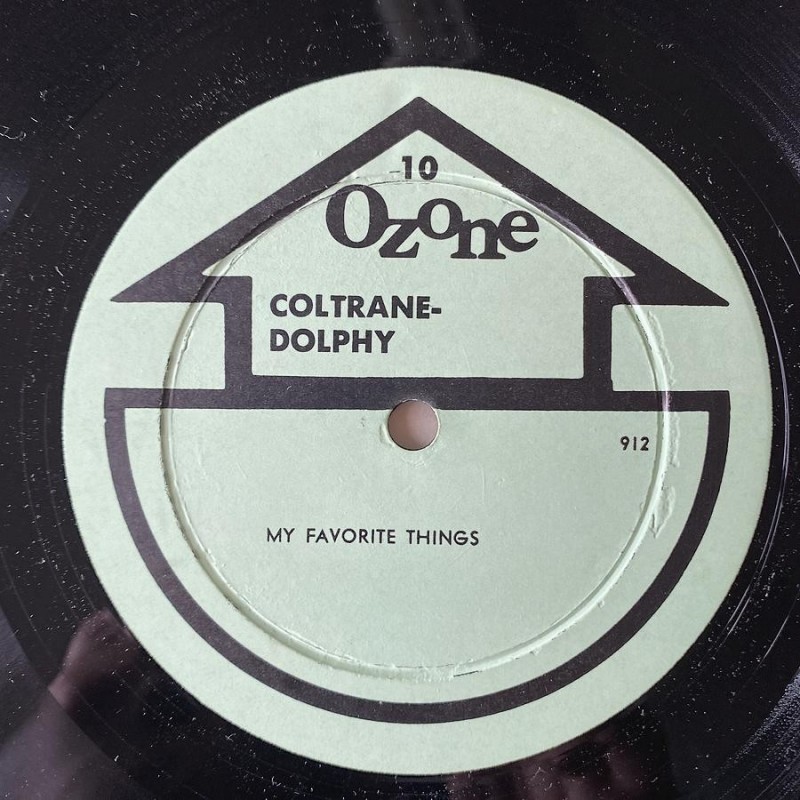 10
Ozone
COLTRANE-
DOLPHY
912
MY FAVORITE THINGS